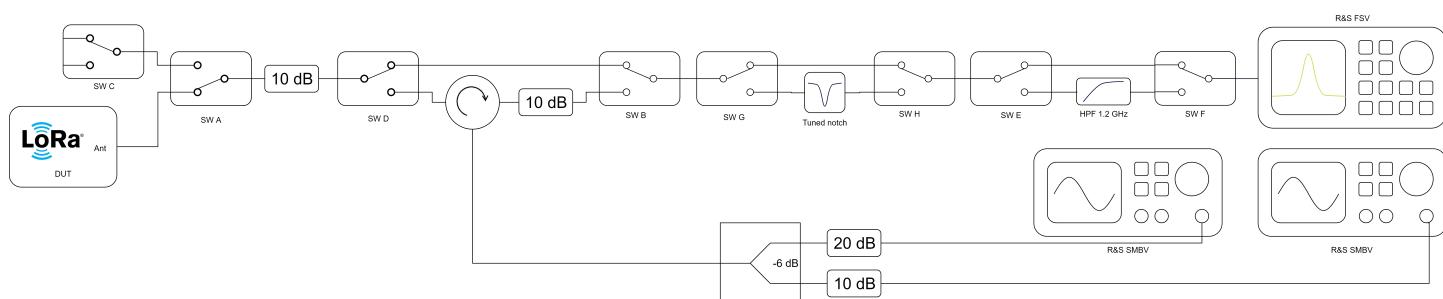 R&S FSV
SW C
10 dB
SW A
SW D
10 dB
SW B
SW G
Tuned notch
SW H
SW E
HPF 1.2 GHz
SW F
LoRa®
Ant
DUT
R&S SMBV
R&S SMBV
20 dB
-6 dB
10 dB